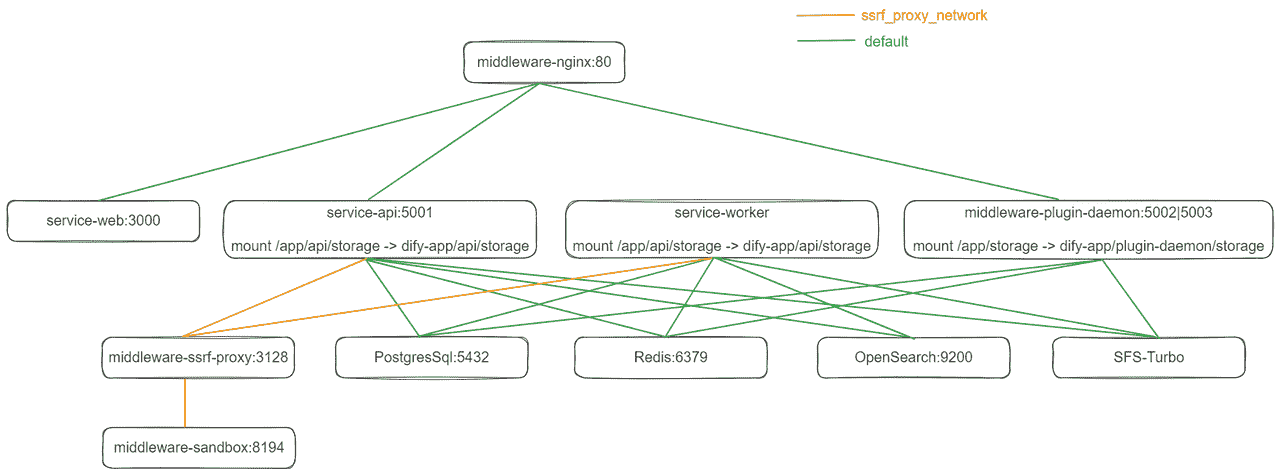 ssrf_proxy_network
default
middleware-nginx:80
service-web:3000
service-api:5001
mount /app/api/storage -> dify-app/api/storage
service-worker
mount /app/api/storage -> dify-app/api/storage
middleware-plugin-daemon:5002|5003
mount /app/storage -> dify-app/plugin-daemon/storage
middleware-ssrf-proxy:3128
PostgresSql:5432
Redis:6379
OpenSearch:9200
SFS-Turbo
middleware-sandbox:8194